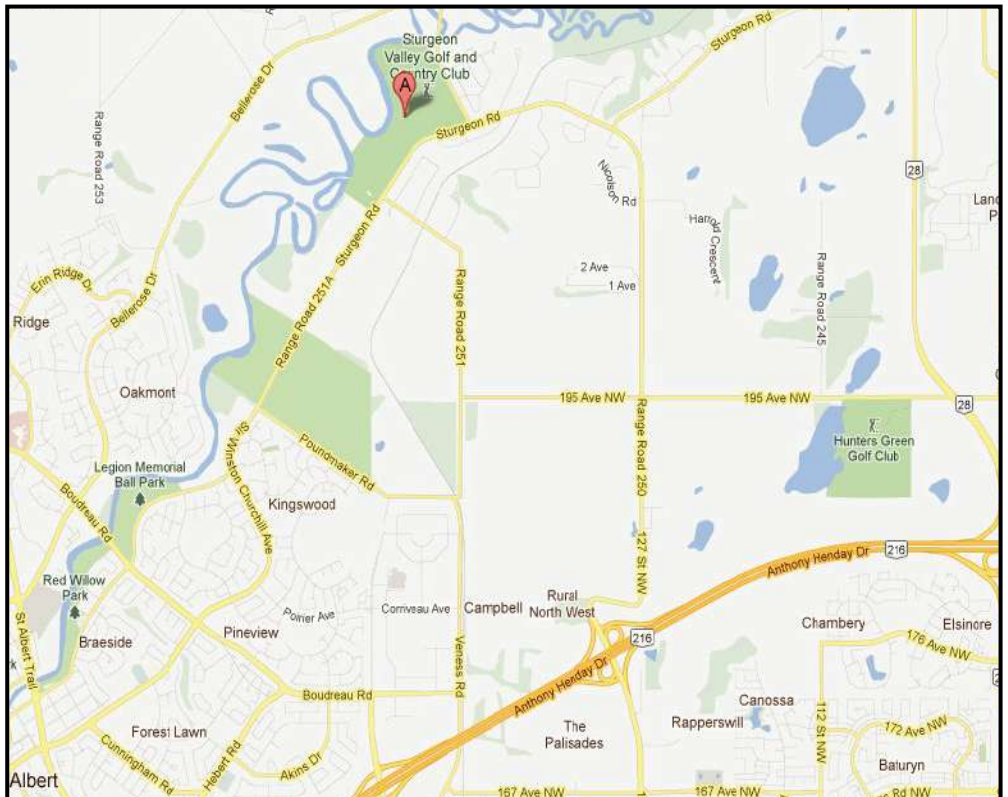 Sturgeon
Valley Golf and
Country Club
A
Sturgeon Rd
Bellerose Dr
Sturgeon Rd
Range Road 253
28
Nicolson Rd
Harrold Crescent
Sturgeon Rd
Range Road 251A
Erin Ridge Dr
Bellerose Dr
Ridge
2 Ave
1 Ave
Range Road 245
Range Road 251
Oakmont
195 Ave NW
195 Ave NW
28
Range Road 250
Hunters Green
Golf Club
Sir Winston Churchill Ave
Poundmaker Rd
Legion Memorial
Ball Park
Boudreau Rd
Kingswood
127 St NW
Anthony Henday Dr
216
Red Willow
Park
Poirier Ave
Corriveau Ave
Campbell
Rural
North West
216
Chambery
Elsinore
St Albert Trail
Braeside
Pineview
Veness Rd
176 Ave NW
Boudreau Rd
Anthony Henday Dr
Canossa
112 St NW
Forest Lawn
The
Palisades
Rapperswill
172 Ave NW
Cunningham Rd
Hebert Rd
Akins Dr
Baturyn
Albert
167 Ave NW
167 Ave NW
Rd NW